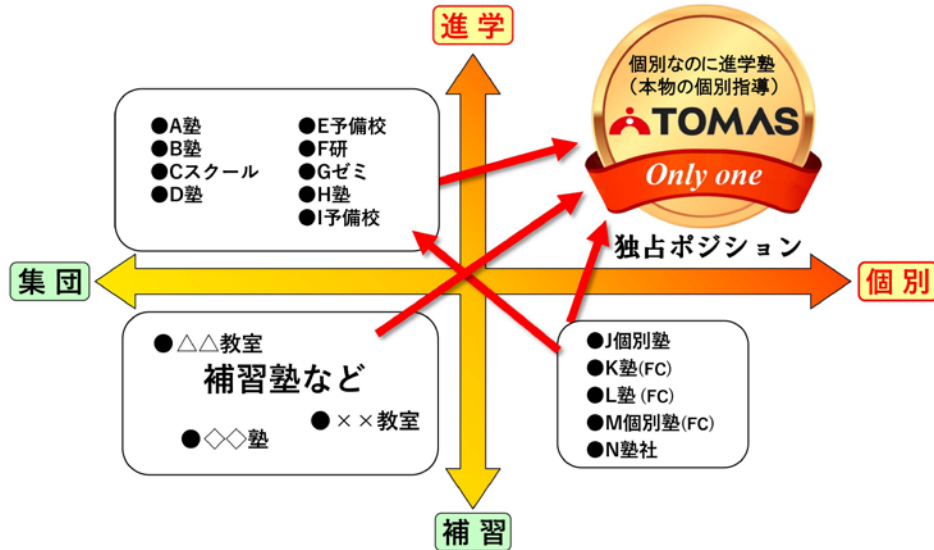 進学
個別なのに進学塾
（本物の個別指導）
TOMAS
Only one
独占ポジション
●A塾
●B塾
●Cスクール
●D塾
●E予備校
●F研
●Gゼミ
●H塾
●I予備校
集団
個別
●△△教室
補習塾など
●××教室
●◇◇塾
●J個別塾
●K塾(FC)
●L塾 (FC)
●M個別塾(FC)
●N塾社
補習